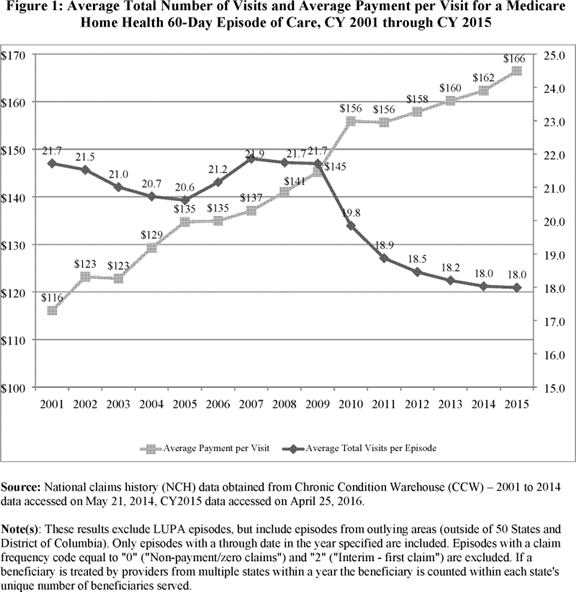 Figure 1: Average Total Number of Visits and Average Payment per Visit for a Medicare
Home Health 60-Day Episode of Care, CY 2001 through CY 2015
$170
$160
$150
$140
$130
$120
$110
$100
25.0
24.0
23.0
22.0
21.0
20.0
19.0
18.0
17.0
16.0
15.0
21.7 21.5 21.0 20.7 20.6 21.2 21.9 21.7 21.7 19.8 18.9 18.5 18.2 18.0 18.0
$116 $123 $123 $129 $135 $135 $137 $141 $145 $156 $156 $158 $160 $162 $166
2001 2002 2003 2004 2005 2006 2007 2008 2009 2010 2011 2012 2013 2014 2015
Average Payment per Visit Average Total Visits per Episode
Source: National claims history (NCH) data obtained from Chronic Condition Warehouse (CCW) – 2001 to 2014
data accessed on May 21, 2014, CY2015 data accessed on April 25, 2016.
Note(s): These results exclude LUPA episodes, but include episodes from outlying areas (outside of 50 States and
District of Columbia). Only episodes with a through date in the year specified are included. Episodes with a claim
frequency code equal to "0" ("Non-payment/zero claims") and "2" ("Interim - first claim") are excluded. If a
beneficiary is treated by providers from multiple states within a year the beneficiary is counted within each state's
unique number of beneficiaries served.